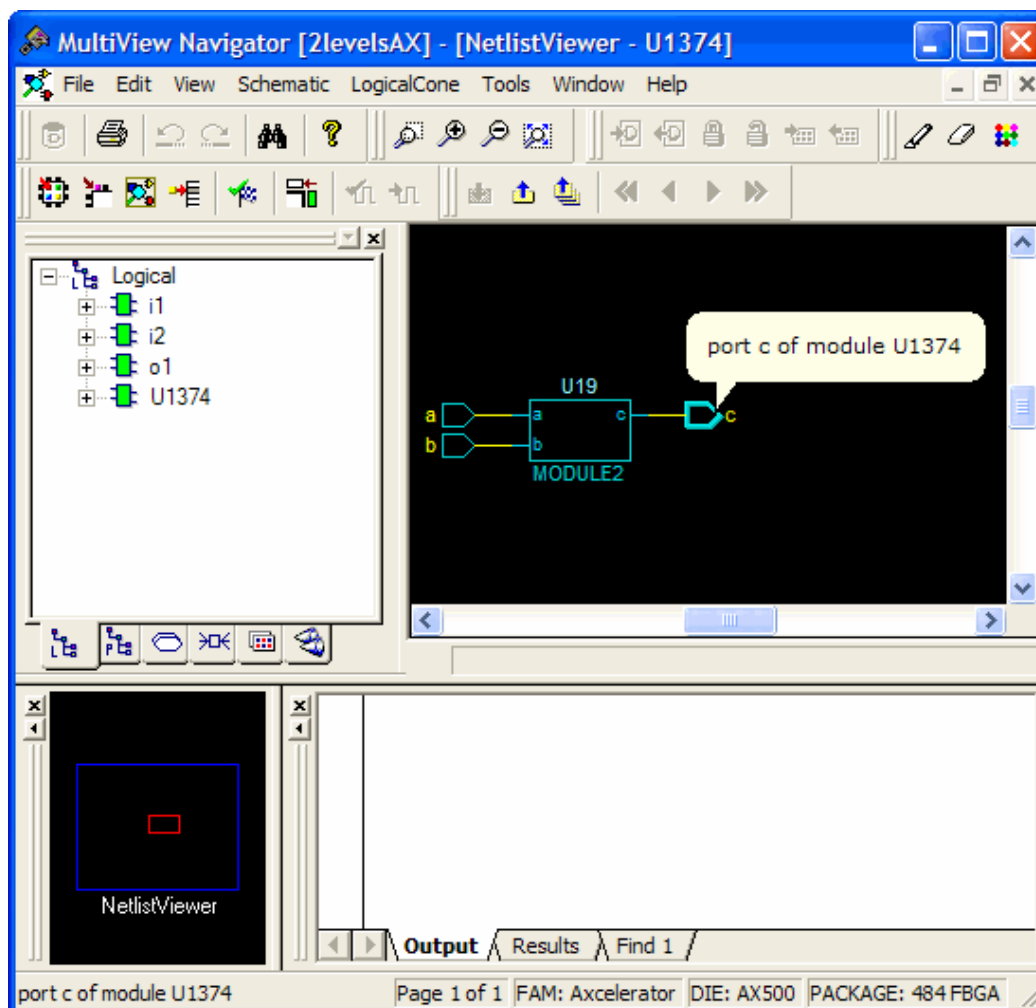 MultiView Navigator [2levelsAX] - [NetlistViewer - U1374]
File Edit View Schematic LogicalCone Tools Window Help
Logical
i1
i2
o1
U1374
port c of module U1374
U19
a a c c
b b
MODULE2
NetlistViewer
Output Results Find 1
port c of module U1374 Page 1 of 1 FAM: Axcelerator DIE: AX500 PACKAGE: 484 FBGA